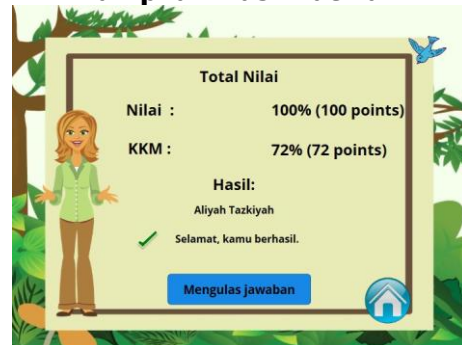 Total Nilai
Nilai : 100% (100 points)
KKM : 72% (72 points)
Hasil:
Aliyah Tazkiyah
Selamat, kamu berhasil.
Mengulas jawaban